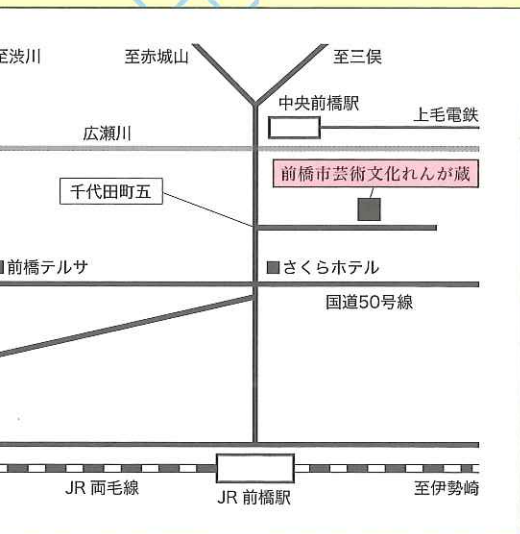 至渋川
至赤城山
至三俣
中央前橋駅
上毛電鉄
広瀬川
前橋市芸術文化れんが蔵
千代田町五
前橋テルサ
さくらホテル
国道50号線
JR 両毛線
JR 前橋駅
至伊勢崎